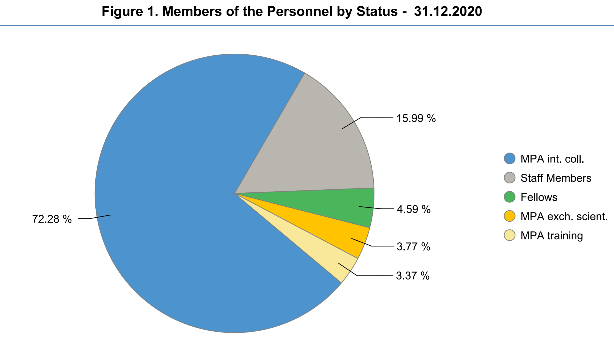 Figure 1. Members of the Personnel by Status - 31.12.2020
15.99 %
4.59 %
3.77 %
3.37 %
72.28 %
MPA int. coll.
Staff Members
Fellows
MPA exch. scient.
MPA training